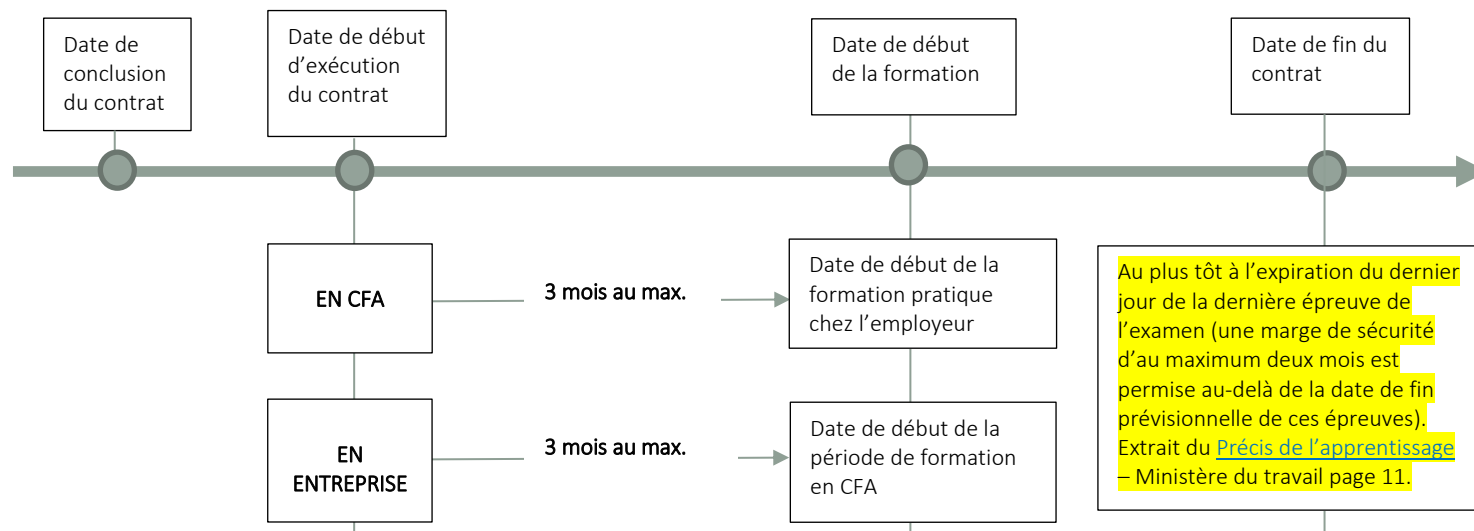 Date de
conclusion
du contrat
Date de début
d’exécution
du contrat
Date de début
de la formation
Date de fin du
contrat
EN CFA
3 mois au max.
Date de début de la
formation pratique
chez l’employeur
EN
ENTREPRISE
3 mois au max.
Date de début de la
période de formation
en CFA
Au plus tôt à l’expiration du dernier
jour de la dernière épreuve de
l’examen (une marge de sécurité
d’au maximum deux mois est
permise au-delà de la date de fin
prévisionnelle de ces épreuves).
Extrait du Précis de l’apprentissage
– Ministère du travail page 11.